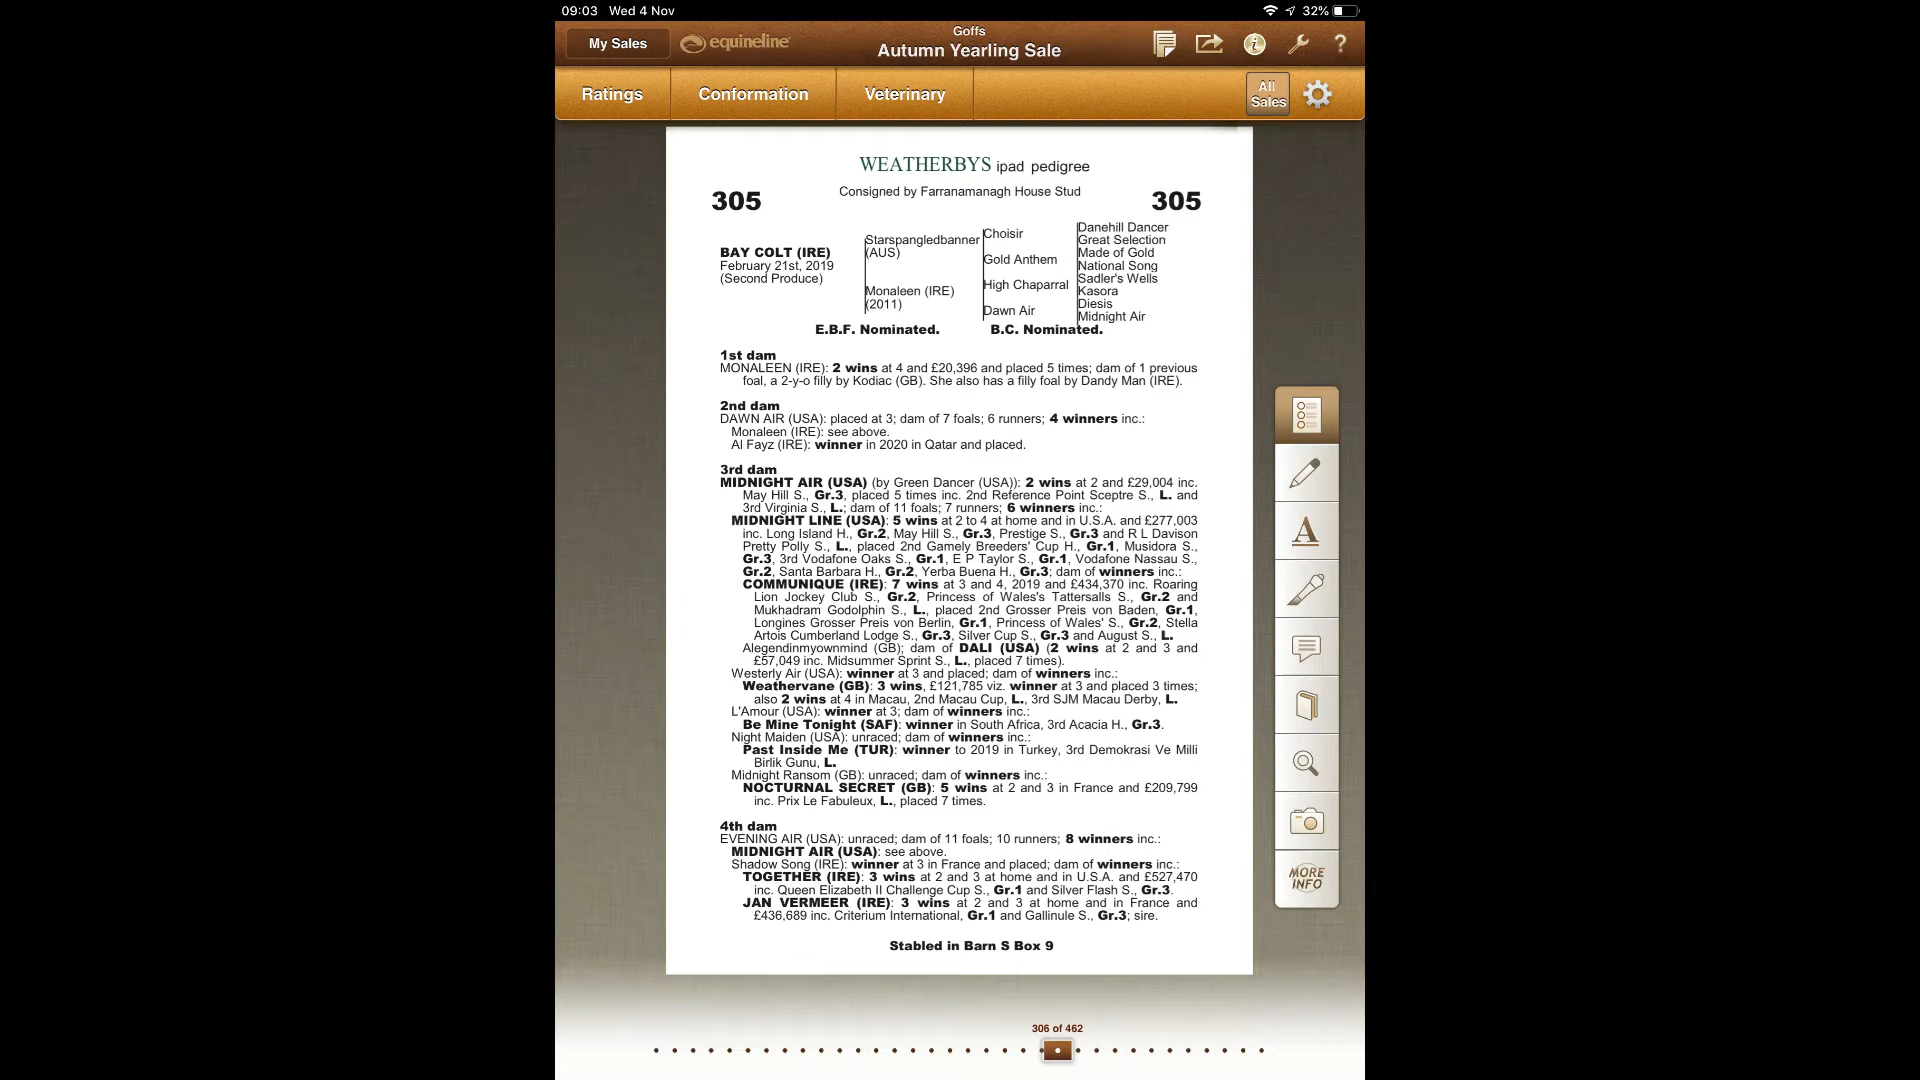 09:03 Wed 4 Nov
32%
My Sales
equineline
Goffs
Autumn Yearling Sale
?
Ratings
Conformation
Veterinary
All
Sales
WEATHERBYS ipad pedigree
Consigned by Farranamanagh House Stud
305
305
BAY COLT (IRE)
February 21st, 2019
(Second Produce)
Starspangledbanner
(AUS)
Monaleen (IRE)
(2011)
Choisir
Gold Anthem
High Chaparral
Dawn Air
Danehill Dancer
Great Selection
Made of Gold
National Song
Sadler's Wells
Kasora
Diesis
Midnight Air
E.B.F. Nominated. B.C. Nominated.
1st dam
MONALEEN (IRE): 2 wins at 4 and £20,396 and placed 5 times; dam of 1 previous
foal, a 2-y-o filly by Kodiac (GB). She also has a filly foal by Dandy Man (IRE).
2nd dam
DAWN AIR (USA): placed at 3; dam of 7 foals; 6 runners; 4 winners inc.:
Monaleen (IRE): see above.
Al Fayz (IRE): winner in 2020 in Qatar and placed.
3rd dam
MIDNIGHT AIR (USA) (by Green Dancer (USA)): 2 wins at 2 and £29,004 inc.
May Hill S., Gr.3, placed 5 times inc. 2nd Reference Point Sceptre S., L. and
3rd Virginia S., L.; dam of 11 foals; 7 runners; 6 winners inc.:
MIDNIGHT LINE (USA): 5 wins at 2 to 4 at home and in U.S.A. and £277,003
inc. Long Island H., Gr.2, May Hill S., Gr.3, Prestige S., Gr.3 and R L Davison
Pretty Polly S., L., placed 2nd Gamely Breeders' Cup H., Gr.1, Musidora S.,
Gr.3, 3rd Vodafone Oaks S., Gr.1, E P Taylor S., Gr.1, Vodafone Nassau S.,
Gr.2, Santa Barbara H., Gr.2, Yerba Buena H., Gr.3; dam of winners inc.:
COMMUNIQUE (IRE): 7 wins at 3 and 4, 2019 and £434,370 inc. Roaring
Lion Jockey Club S., Gr.2, Princess of Wales's Tattersalls S., Gr.2 and
Mukhadram Godolphin S., L., placed 2nd Grosser Preis von Baden, Gr.1,
Longines Grosser Preis von Berlin, Gr.1, Princess of Wales' S., Gr.2, Stella
Artois Cumberland Lodge S., Gr.3, Silver Cup S., Gr.3 and August S., L.
Alegendinmyownmind (GB); dam of DALI (USA) (2 wins at 2 and 3 and
£57,049 inc. Midsummer Sprint S., L., placed 7 times).
Westerly Air (USA): winner at 3 and placed; dam of winners inc.:
Weathervane (GB): 3 wins, £121,785 viz. winner at 3 and placed 3 times;
also 2 wins at 4 in Macau, 2nd Macau Cup, L., 3rd SJM Macau Derby, L.
L'Amour (USA): winner at 3; dam of winners inc.:
Be Mine Tonight (SAF): winner in South Africa, 3rd Acacia H., Gr.3.
Night Maiden (USA): unraced; dam of winners inc.:
Past Inside Me (TUR): winner to 2019 in Turkey, 3rd Demokrasi Ve Milli
Birlik Gunu, L.
Midnight Ransom (GB): unraced; dam of winners inc.:
NOCTURNAL SECRET (GB): 5 wins at 2 and 3 in France and £209,799
inc. Prix Le Fabuleux, L., placed 7 times.
4th dam
EVENING AIR (USA): unraced; dam of 11 foals; 10 runners; 8 winners inc.:
MIDNIGHT AIR (USA): see above.
Shadow Song (IRE): winner at 3 in France and placed; dam of winners inc.:
TOGETHER (IRE): 3 wins at 2 and 3 at home and in U.S.A. and £527,470
inc. Queen Elizabeth II Challenge Cup S., Gr.1 and Silver Flash S., Gr.3.
JAN VERMEER (IRE): 3 wins at 2 and 3 at home and in France and
£436,689 inc. Criterium International, Gr.1 and Gallinule S., Gr.3; sire.
Stabled in Barn S Box 9
A
MORE
INFO
306 of 462